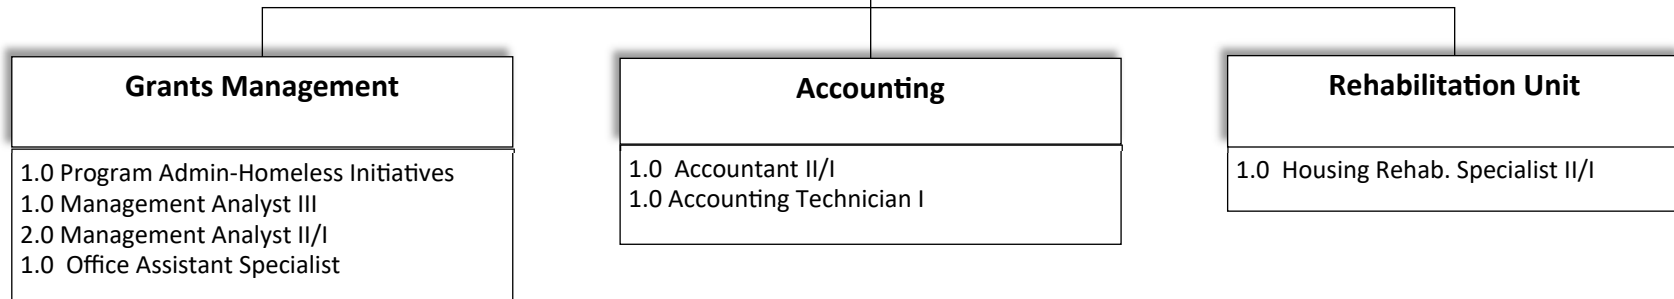 Grants Management
1.0 Program Admin-Homeless Initiatives
1.0 Management Analyst III
2.0 Management Analyst II/I
1.0 Office Assistant Specialist
Accounting
1.0 Accountant II/I
1.0 Accounting Technician I
Rehabilitation Unit
1.0 Housing Rehab. Specialist II/I